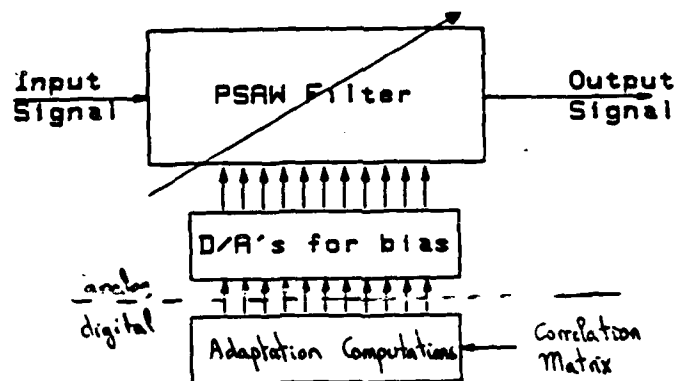 Input
Signal
PSAW Filter
Output
Signal
D/A's for bias
analog
digital
Adaptation Computations
Correlation
Matrix